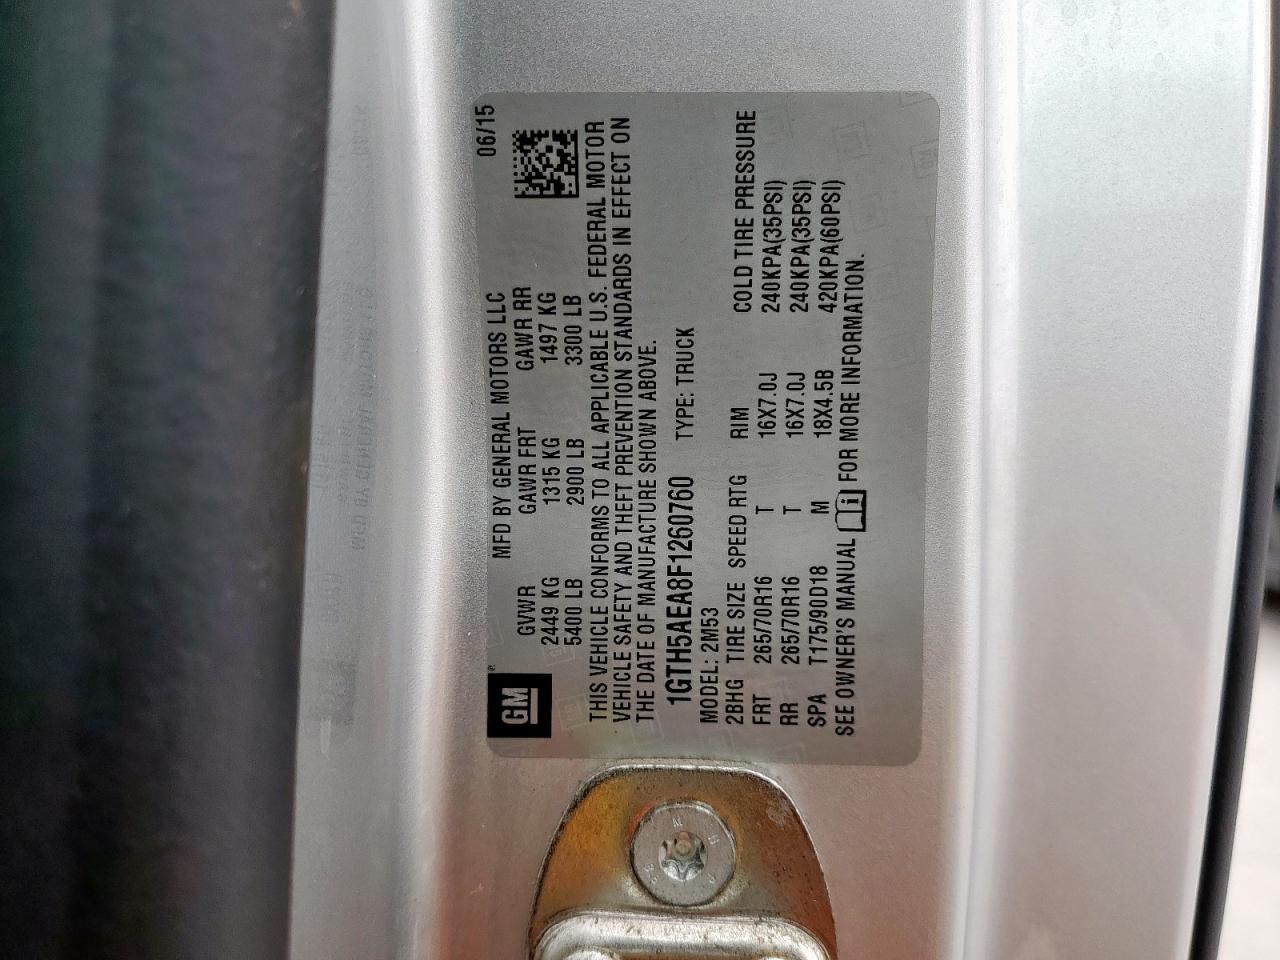 06/15
MFD BY GENERAL MOTORS LLC
GM
GVWR GAWR FRT GAWR RR
2449 KG 1315 KG 1497 KG
5400 LB 2900 LB 3300 LB
THIS VEHICLE CONFORMS TO ALL APPLICABLE U.S. FEDERAL MOTOR
VEHICLE SAFETY AND THEFT PREVENTION STANDARDS IN EFFECT ON
THE DATE OF MANUFACTURE SHOWN ABOVE.
1GTH5AEA8F1260760 TYPE: TRUCK
MODEL: 2M53
2BHG TIRE SIZE SPEED RTG RIM COLD TIRE PRESSURE
FRT 265/70R16 T 16X7.0J 240KPA(35PSI)
RR 265/70R16 T 16X7.0J 240KPA(35PSI)
SPA T175/90D18 M 18X4.5B 420KPA(60PSI)
SEE OWNER'S MANUAL i FOR MORE INFORMATION.